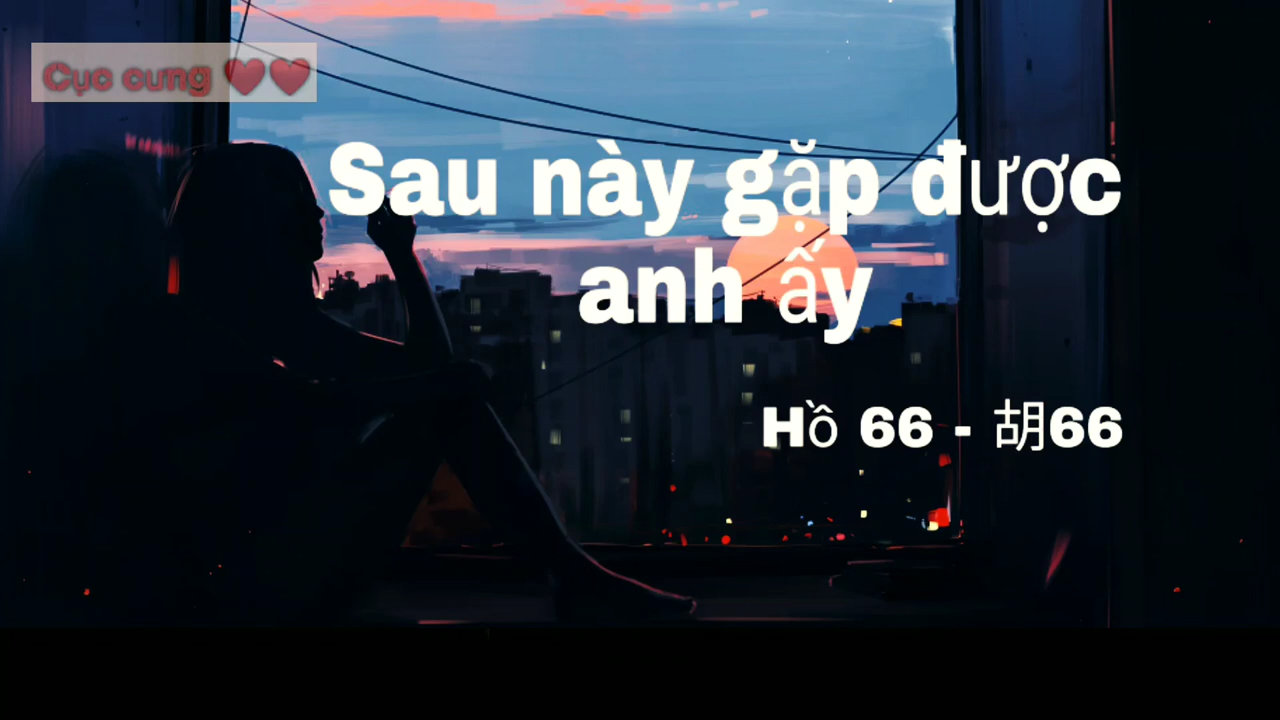 Cục cưng ❤️❤️
Sau này gặp được
anh ấy
Hồ 66 - 胡66